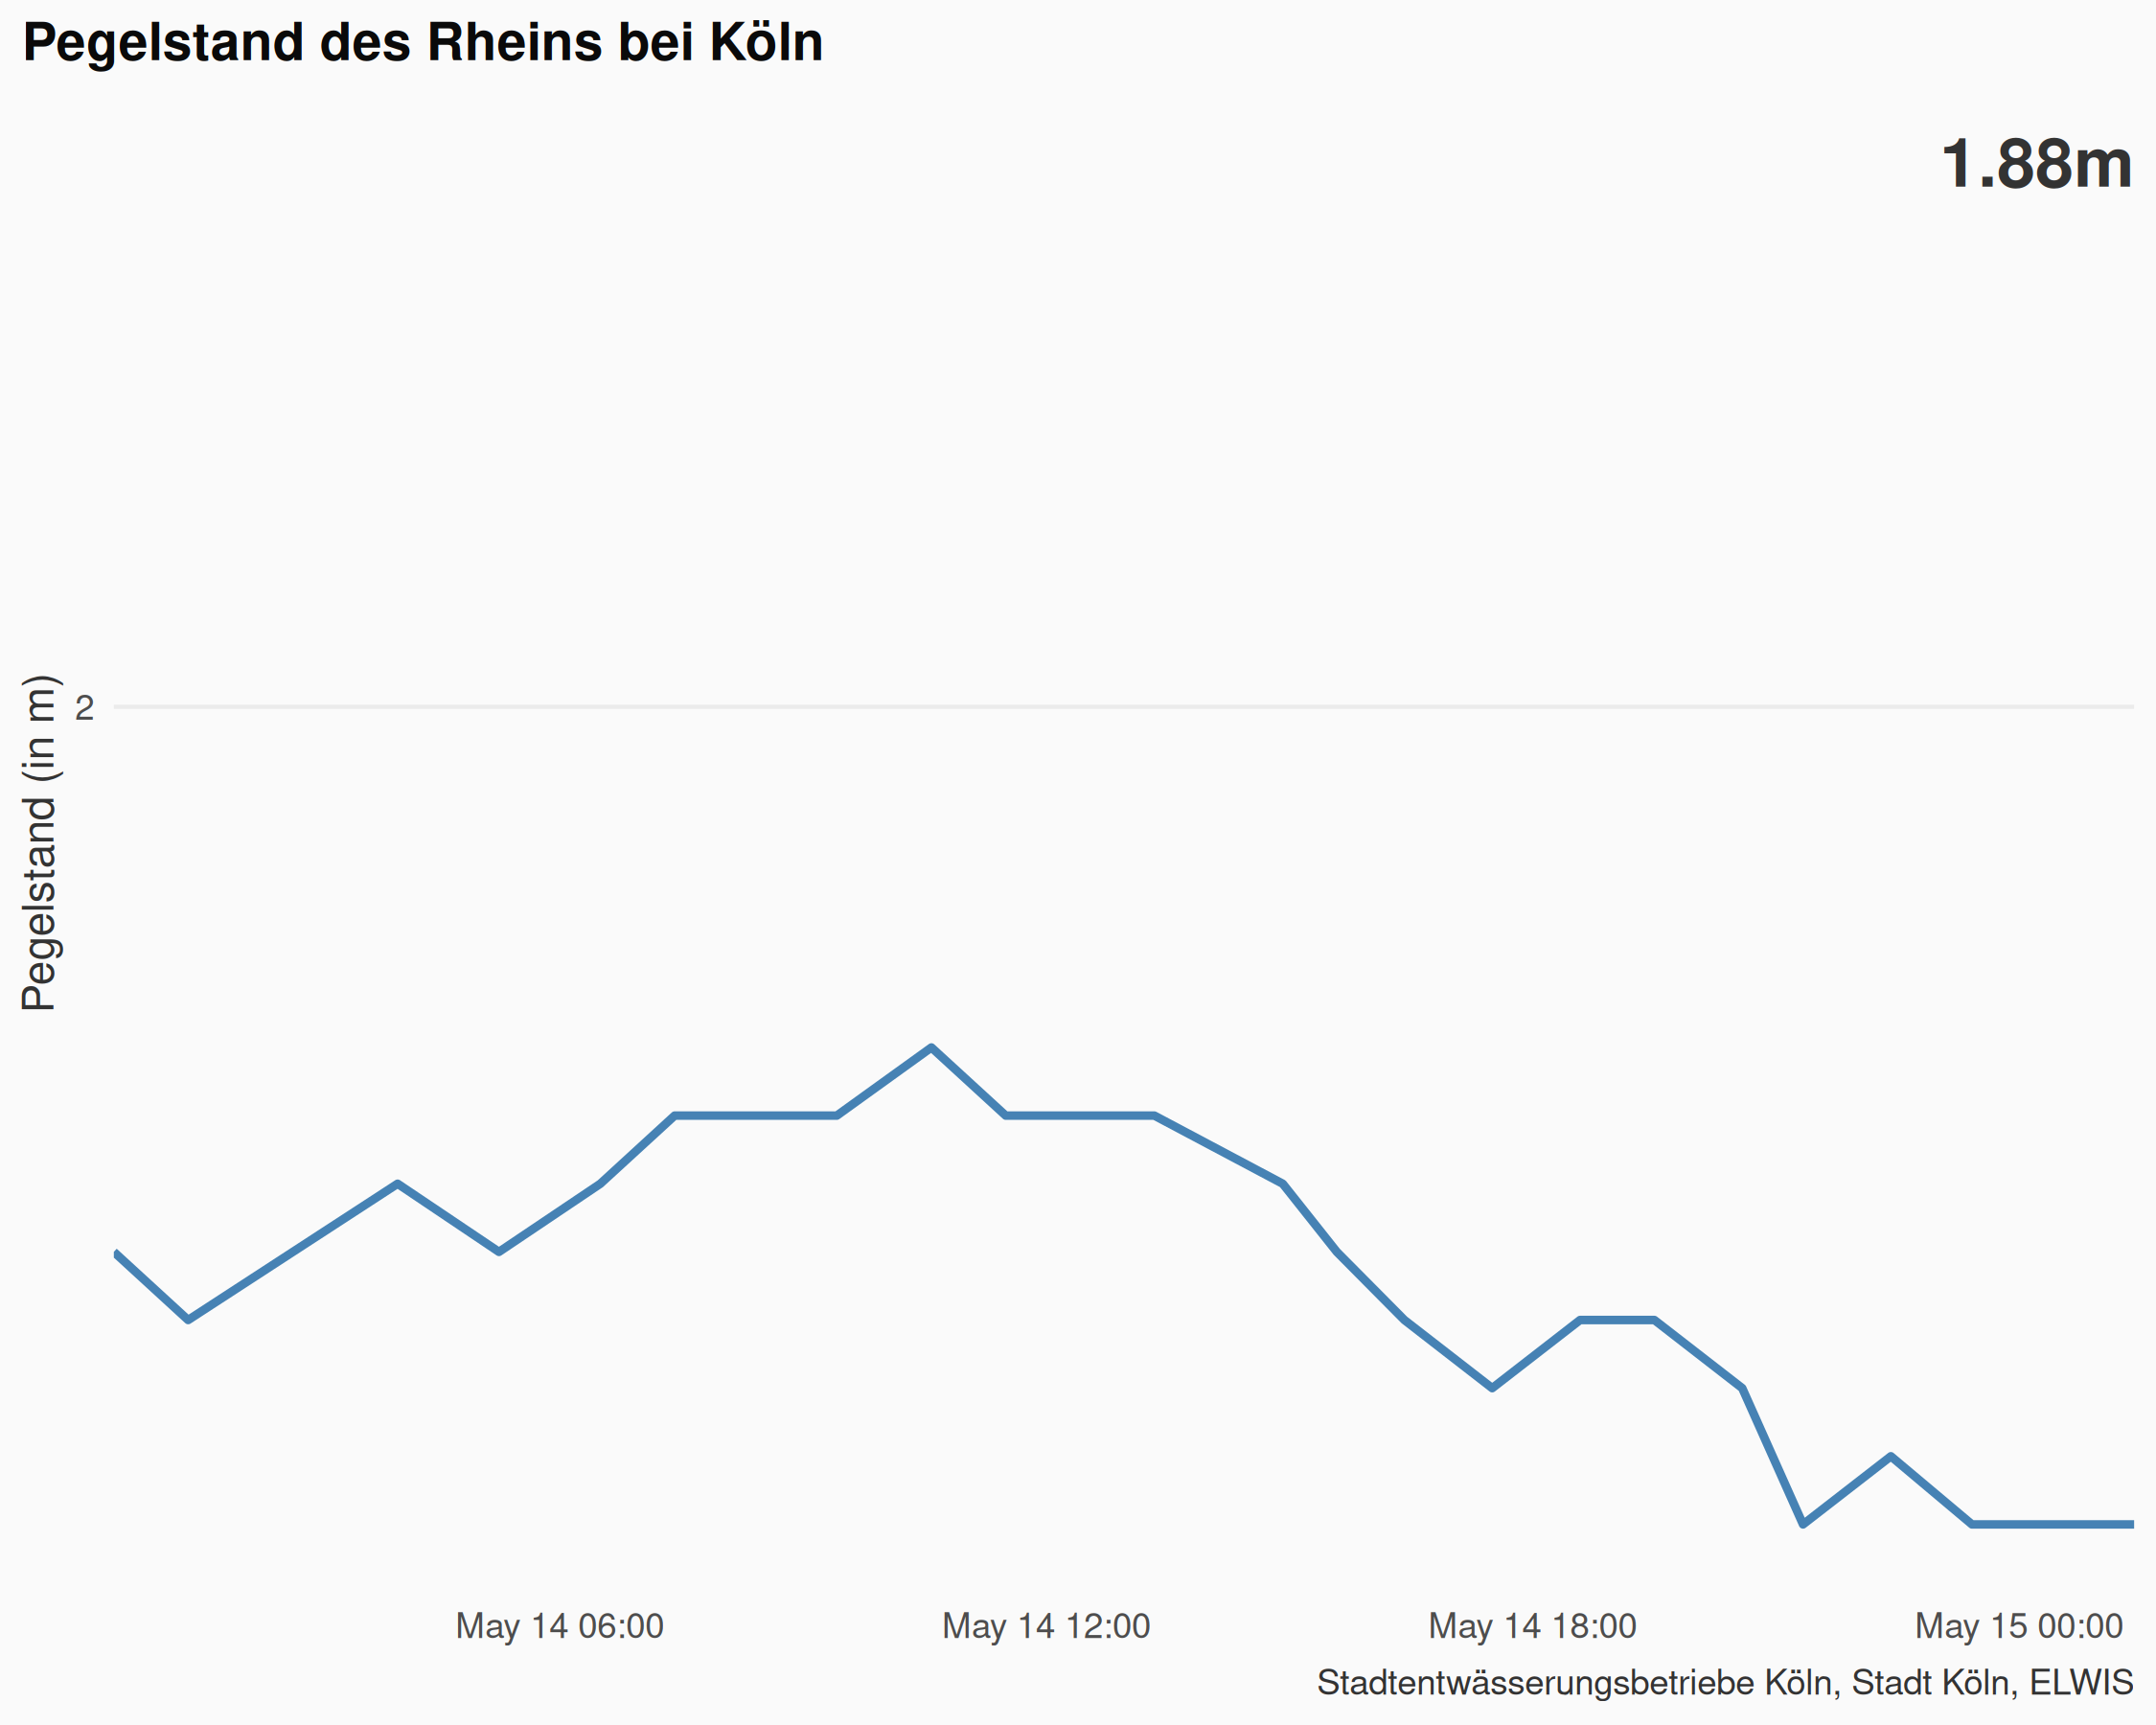 Pegelstand des Rheins bei Köln
1.88m
Pegelstand (in m)
2
May 14 06:00
May 14 12:00
May 14 18:00
May 15 00:00
Stadtentwässerungsbetriebe Köln, Stadt Köln, ELWIS